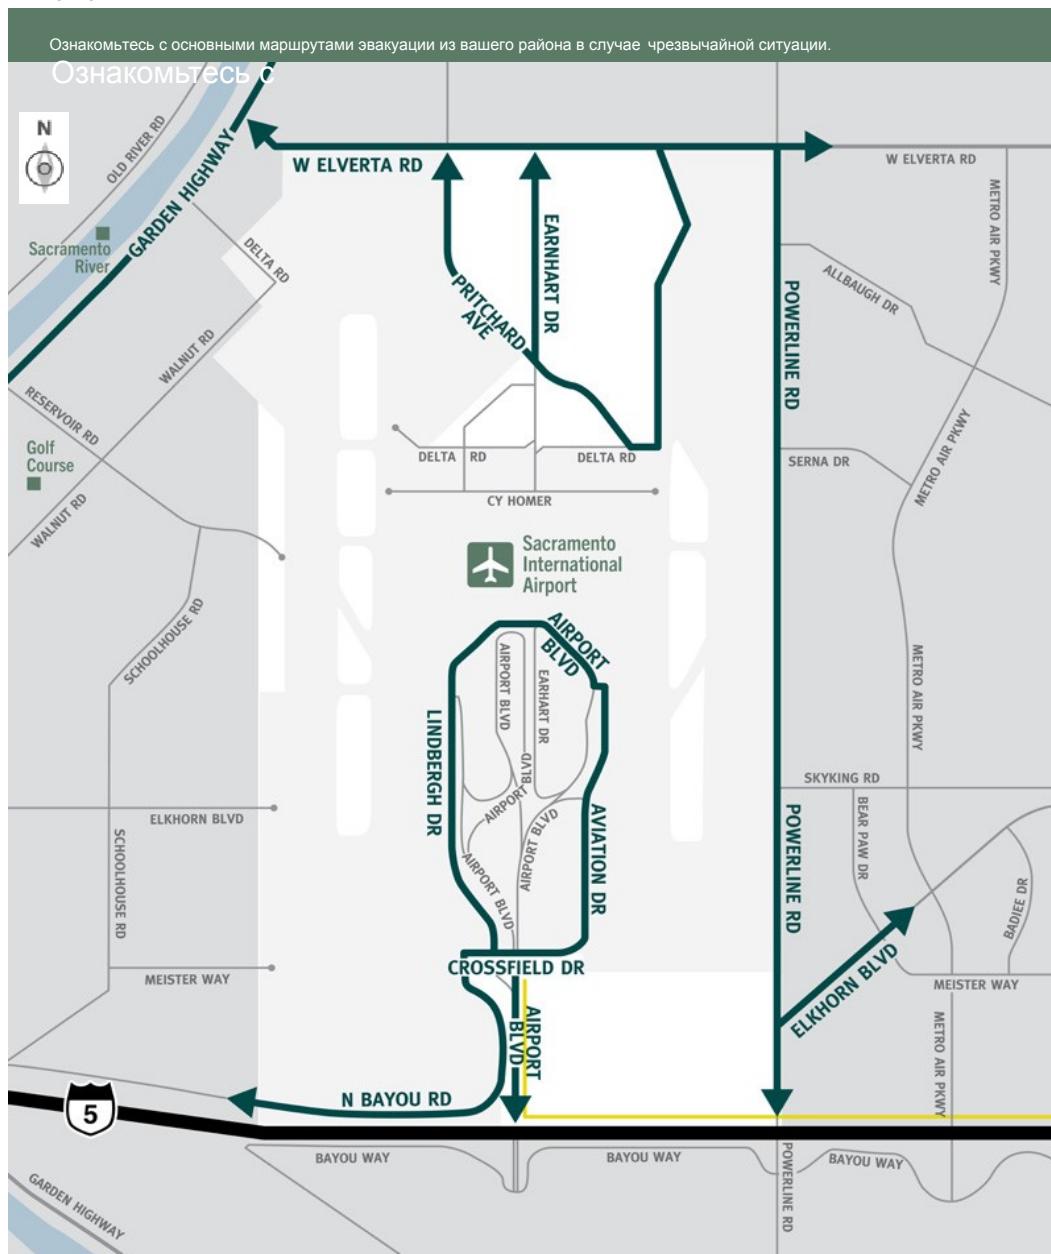 Ознакомьтесь с основными маршрутами эвакуации из вашего района в случае чрезвычайной ситуации.
Ознакомьтесь с
N
OLD RIVER RD
GARDEN HIGHWAY
W ELVERTA RD
W ELVERTA RD
Sacramento
River
DELTA RD
EARNHART DR
METRO AIR PKWY
ALLBAUGH DR
PRITCHARD
AVE
POWERLINE RD
WALNUT RD
RESERVOIR RD
Golf
Course
WALNUT RD
DELTA RD
DELTA RD
SERNA DR
METRO AIR PKWY
CY HOMER
Sacramento
International
Airport
SCHOOLHOUSE RD
AIRPORT
BLVD
AIRPORT BLVD
EARHART DR
METRO AIR PKWY
LINDBERGH DR
BLVD
AIRPORT
SKYKING RD
ELKHORN BLVD
AIRPORT BLVD
AVIATION DR
POWERLINE RD
BEAR PAW DR
SCHOOLHOUSE RD
AIRPORT BLVD
BADIEE DR
CROSSFIELD DR
MEISTER WAY
ELKHORN BLVD
MEISTER WAY
AIRPORT
BLVD
METRO AIR PKWY
N BAYOU RD
5
BAYOU WAY
BAYOU WAY
BAYOU WAY
POWERLINE RD
GARDEN HIGHWAY